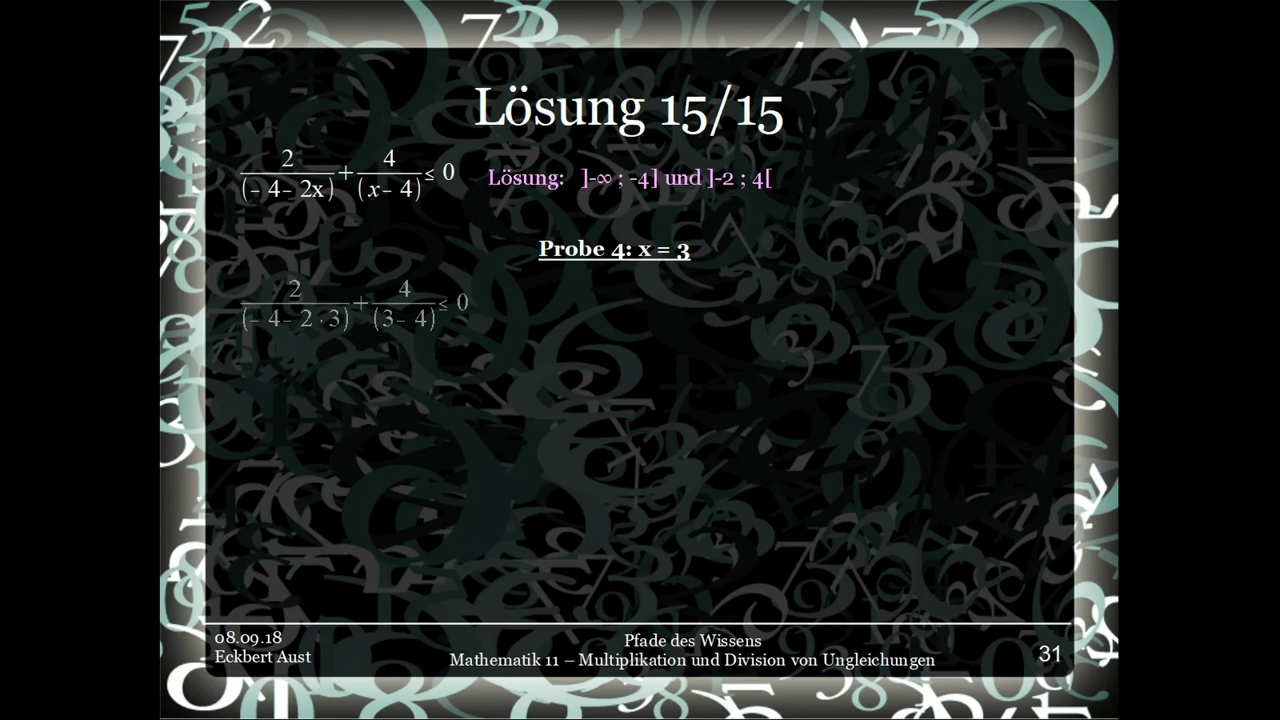 Lösung 15/15
2/(– 4 – 2x) + 4/(x – 4) ≤ 0 Lösung: ]-∞ ; -4] und ]-2 ; 4[
Probe 4: x = 3
2/(– 4 – 2 · 3) + 4/(3 – 4) ≤ 0
08.09.18
Eckbert Aust
Pfade des Wissens
Mathematik 11 – Multiplikation und Division von Ungleichungen
31